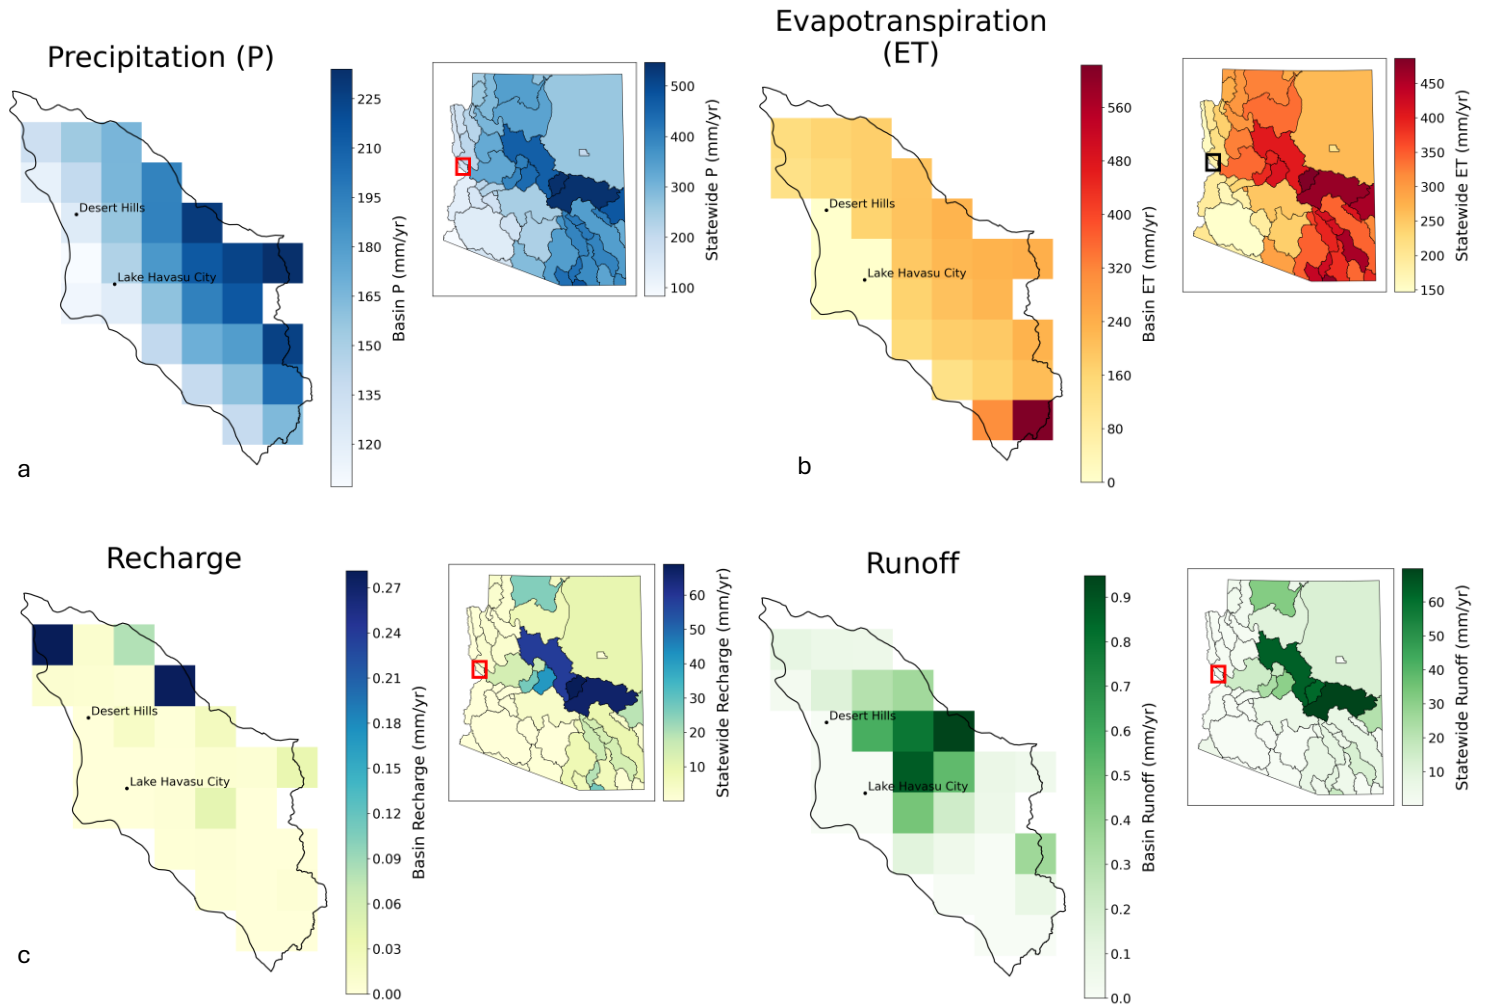 Precipitation (P)
Desert Hills
Lake Havasu City
225
210
195
180
165
150
135
120
Basin P (mm/yr)
500
400
300
200
100
Statewide P (mm/yr)
a
Evapotranspiration
(ET)
Desert Hills
Lake Havasu City
560
480
400
320
240
160
80
0
Basin ET (mm/yr)
450
400
350
300
250
200
150
Statewide ET (mm/yr)
b
Recharge
Desert Hills
Lake Havasu City
0.27
0.24
0.21
0.18
0.15
0.12
0.09
0.06
0.03
0.00
Basin Recharge (mm/yr)
60
50
40
30
20
10
Statewide Recharge (mm/yr)
c
Runoff
Desert Hills
Lake Havasu City
0.9
0.8
0.7
0.6
0.5
0.4
0.3
0.2
0.1
0.0
Basin Runoff (mm/yr)
60
50
40
30
20
10
Statewide Runoff (mm/yr)